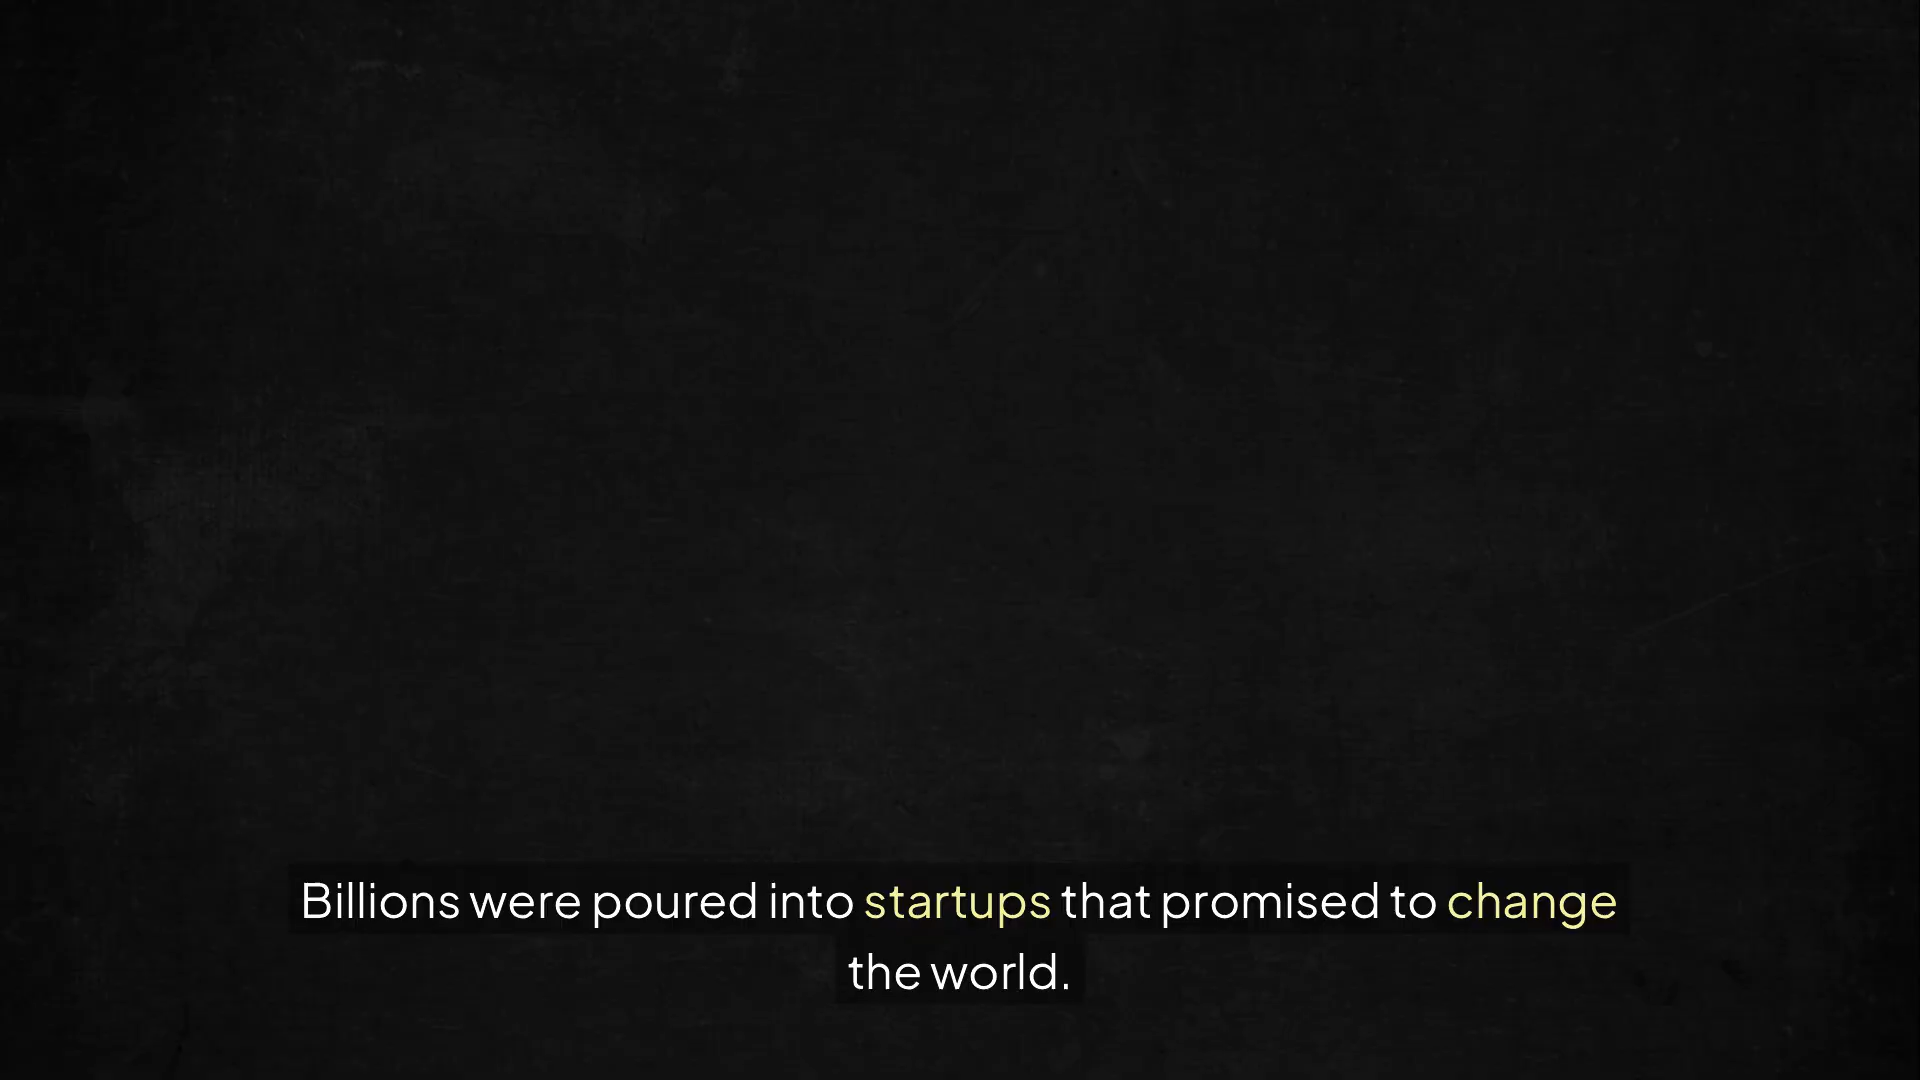 Billions were poured into startups that promised to change
the world.